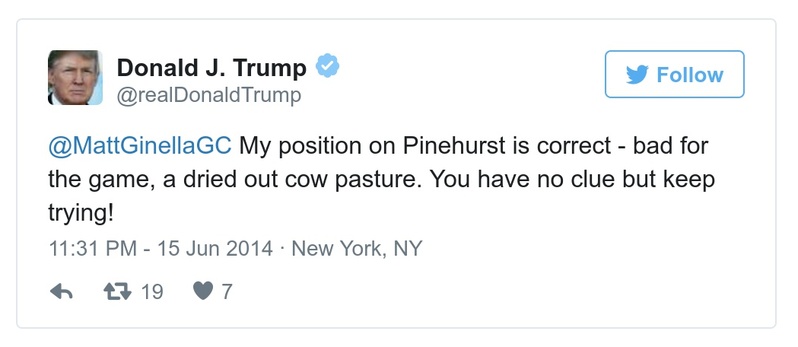 Donald J. Trump
@realDonaldTrump
Follow
@MattGinellaGC My position on Pinehurst is correct - bad for
the game, a dried out cow pasture. You have no clue but keep
trying!
11:31 PM - 15 Jun 2014 · New York, NY
19 7